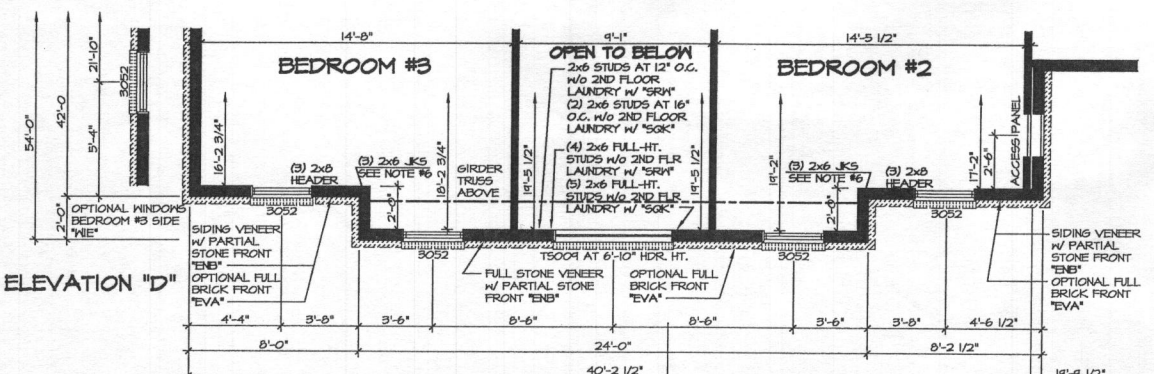 14'-8"
9'-1"
14'-5 1/2"
OPEN TO BELOW
BEDROOM #3
BEDROOM #2
2x6 STUDS AT 12" O.C.
W/o 2ND FLOOR
LAUNDRY W/ "SRW"
(2) 2x6 STUDS AT 16"
O.C. W/o 2ND FLOOR
LAUNDRY W/ "SQK"
(4) 2x6 FULL-HT.
STUDS W/o 2ND FLR
LAUNDRY W/ "SRW"
(5) 2x6 FULL-HT.
STUDS W/o 2ND FLR
LAUNDRY W/ "SQK"
54'-0"
42'-0
21'-10"
3052
5'-4"
2'-0"
16'-2 3/4"
18'-2 3/4"
19'-5 1/2"
19'-5 1/2"
19'-2"
17'-2"
2'-6"
ACCESS PANEL
(3) 2x8
HEADER
(3) 2x6 JKS
SEE NOTE #6
GIRDER
TRUSS
ABOVE
(3) 2x6 JKS
SEE NOTE #6
(3) 2x8
HEADER
2'-0"
2'-0"
OPTIONAL WINDOWS
BEDROOM #3 SIDE
"WIE"
3052
3052
3052
3052
TS009 AT 6'-10" HDR. HT.
SIDING VENEER
W/ PARTIAL
STONE FRONT
"ENB"
OPTIONAL FULL
BRICK FRONT
"EVA"
FULL STONE VENEER
W/ PARTIAL STONE
FRONT "ENB"
OPTIONAL FULL
BRICK FRONT
"EVA"
SIDING VENEER
W/ PARTIAL
STONE FRONT
"ENB"
OPTIONAL FULL
BRICK FRONT
"EVA"
ELEVATION "D"
4'-4"
3'-8"
3'-6"
8'-6"
8'-6"
3'-6"
3'-8"
4'-6 1/2"
8'-0"
24'-0"
8'-2 1/2"
40'-2 1/2"